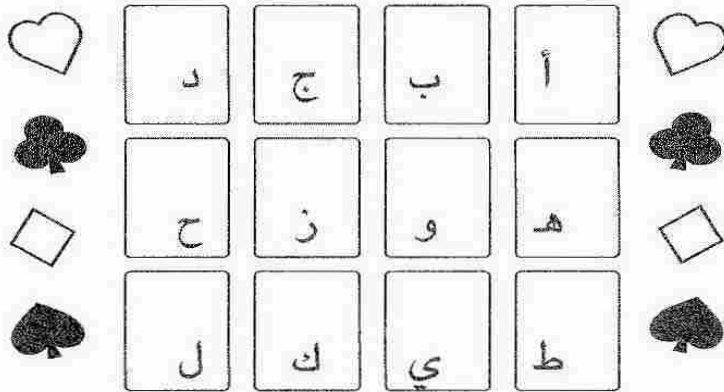 أ ب ج د
هـ و ز ح
ط ي ك ل